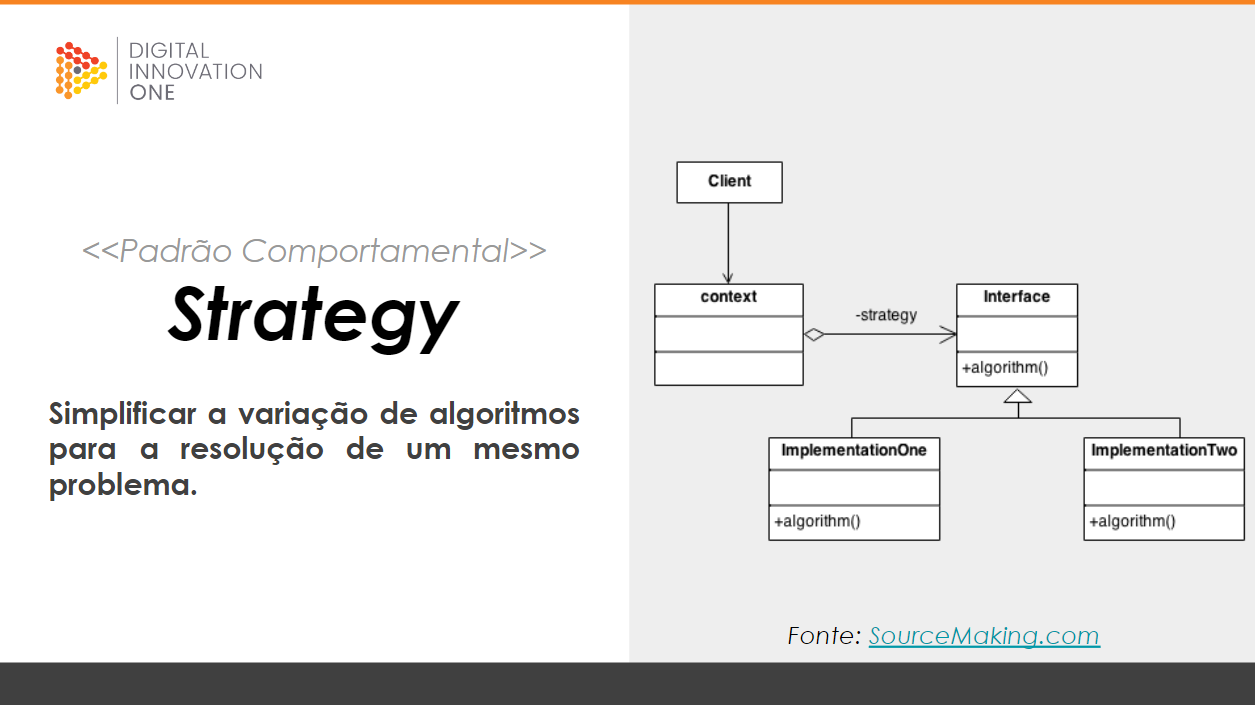 DIGITAL
INNOVATION
ONE
<<Padrão Comportamental>>
Strategy
Simplificar a variação de algoritmos
para a resolução de um mesmo
problema.
Client
context
-strategy
Interface
+algorithm()
ImplementationOne
+algorithm()
ImplementationTwo
+algorithm()
Fonte: SourceMaking.com